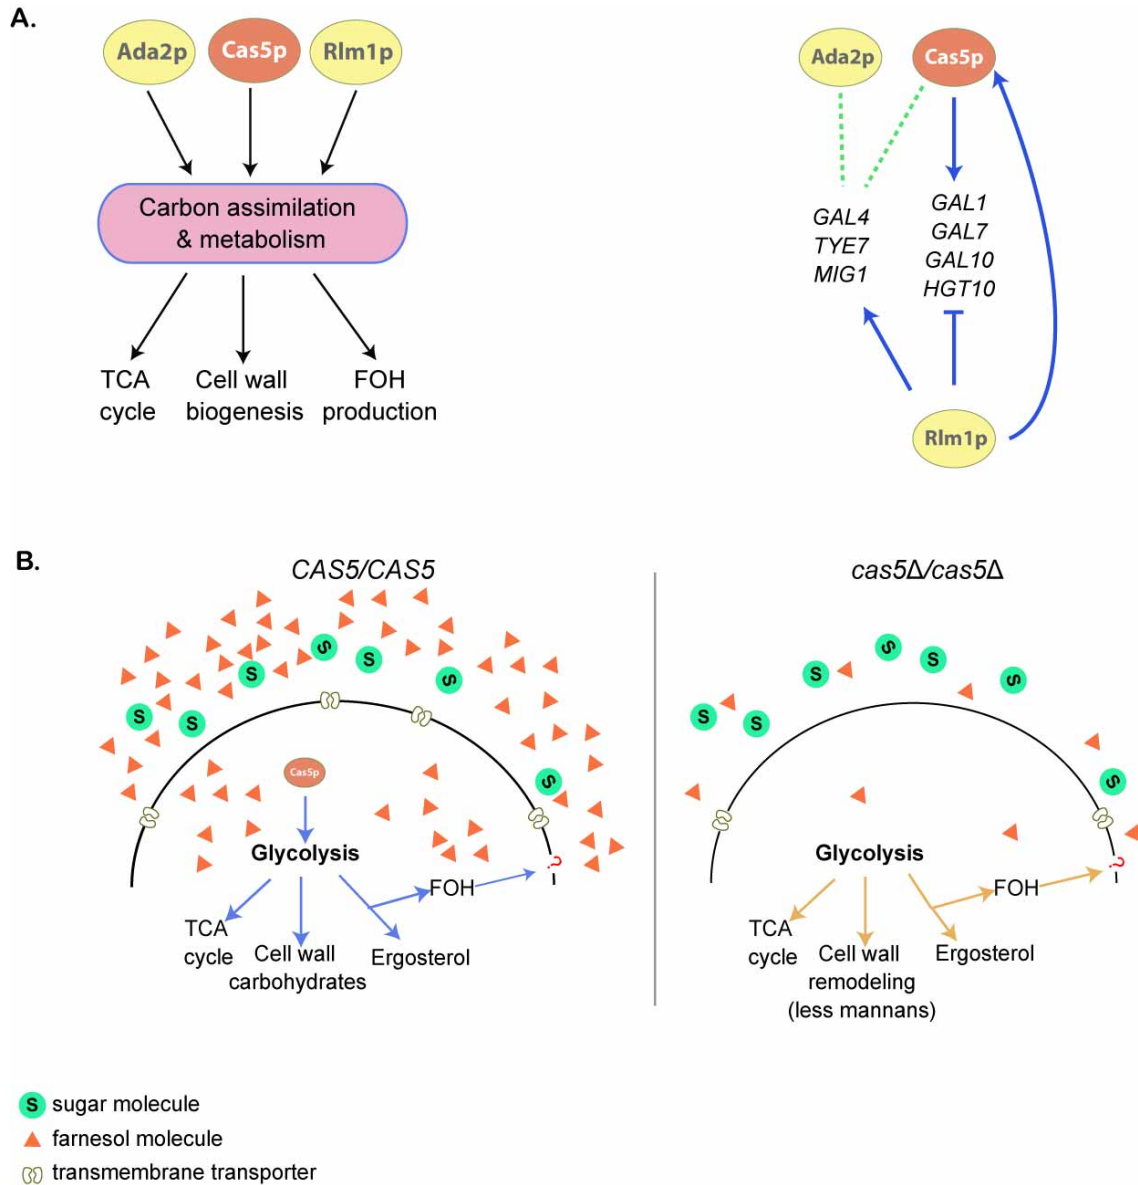 A.
Ada2p
Cas5p
Rlm1p
Carbon assimilation
& metabolism
TCA
cycle
Cell wall
biogenesis
FOH
production
Ada2p
Cas5p
GAL4
TYE7
MIG1
GAL1
GAL7
GAL10
HGT10
Rlm1p
B.
CAS5/CAS5
S
S
S
S
S
S
S
Cas5p
Glycolysis
TCA
cycle
Cell wall
carbohydrates
Ergosterol
FOH
?
cas5Δ/cas5Δ
S
S
S
S
S
S
S
Glycolysis
TCA
cycle
Cell wall
remodeling
(less mannans)
Ergosterol
FOH
?
S sugar molecule
farnesol molecule
transmembrane transporter